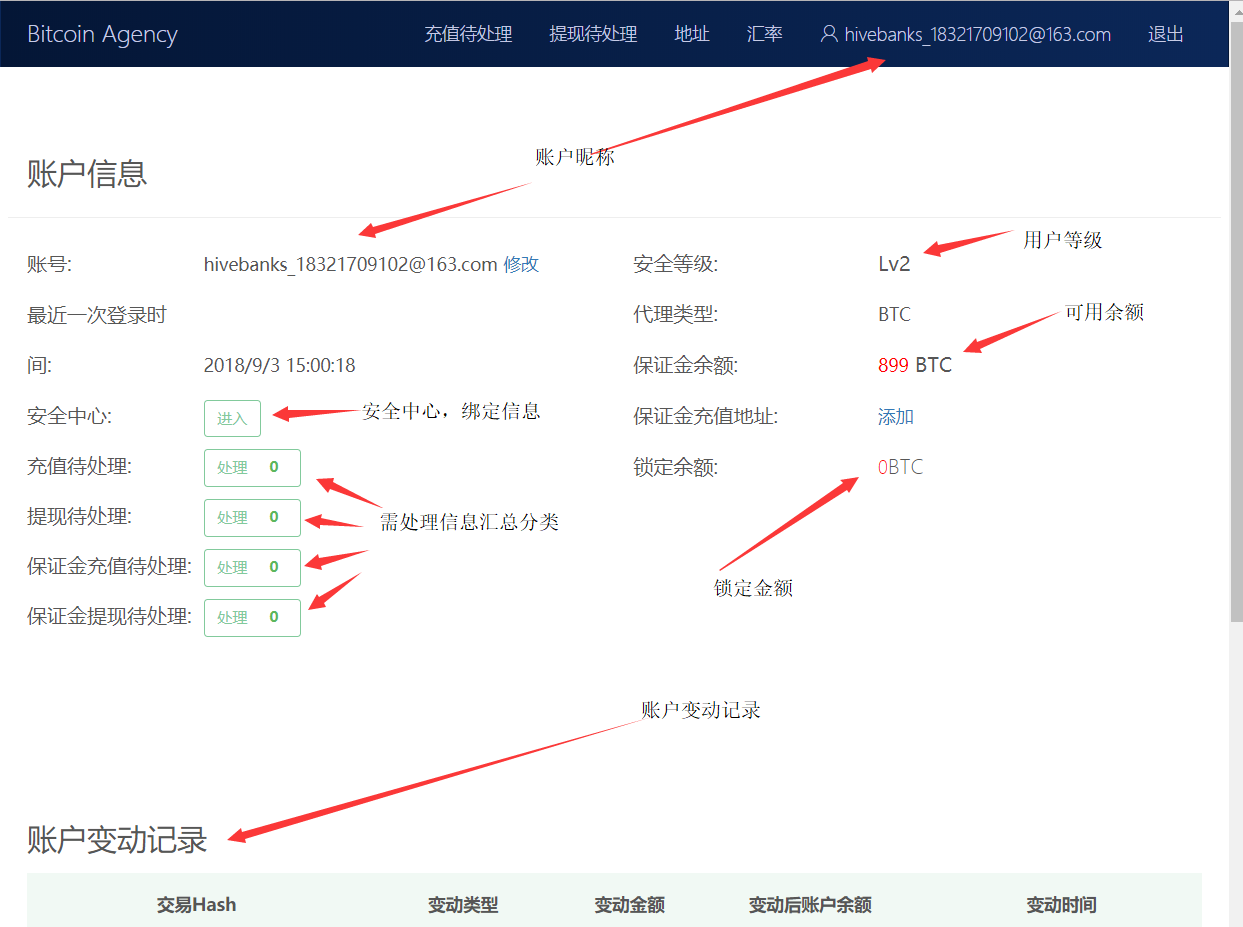 Bitcoin Agency 充值待处理 提现待处理 地址 汇率 hivebanks_18321709102@163.com 退出
账户昵称
账户信息
用户等级
账号: hivebanks_18321709102@163.com 修改 安全等级: Lv2
最近一次登录时 代理类型: BTC 可用余额
间: 2018/9/3 15:00:18 保证金余额: 899 BTC
安全中心: 进入 安全中心，绑定信息 保证金充值地址: 添加
充值待处理: 处理 0 锁定余额: 0BTC
提现待处理: 处理 0 需处理信息汇总分类
保证金充值待处理: 处理 0 锁定金额
保证金提现待处理: 处理 0
账户变动记录
账户变动记录
交易Hash 变动类型 变动金额 变动后账户余额 变动时间